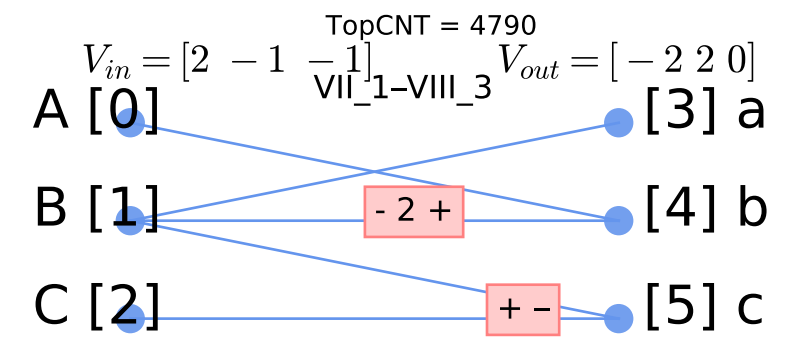 TopCNT = 4790
V_in = [2 − 1 − 1] V_out = [ − 2 2 0]
VII_1–VIII_3
A [0] [3] a
B [1] - 2 + [4] b
C [2] + – [5] c